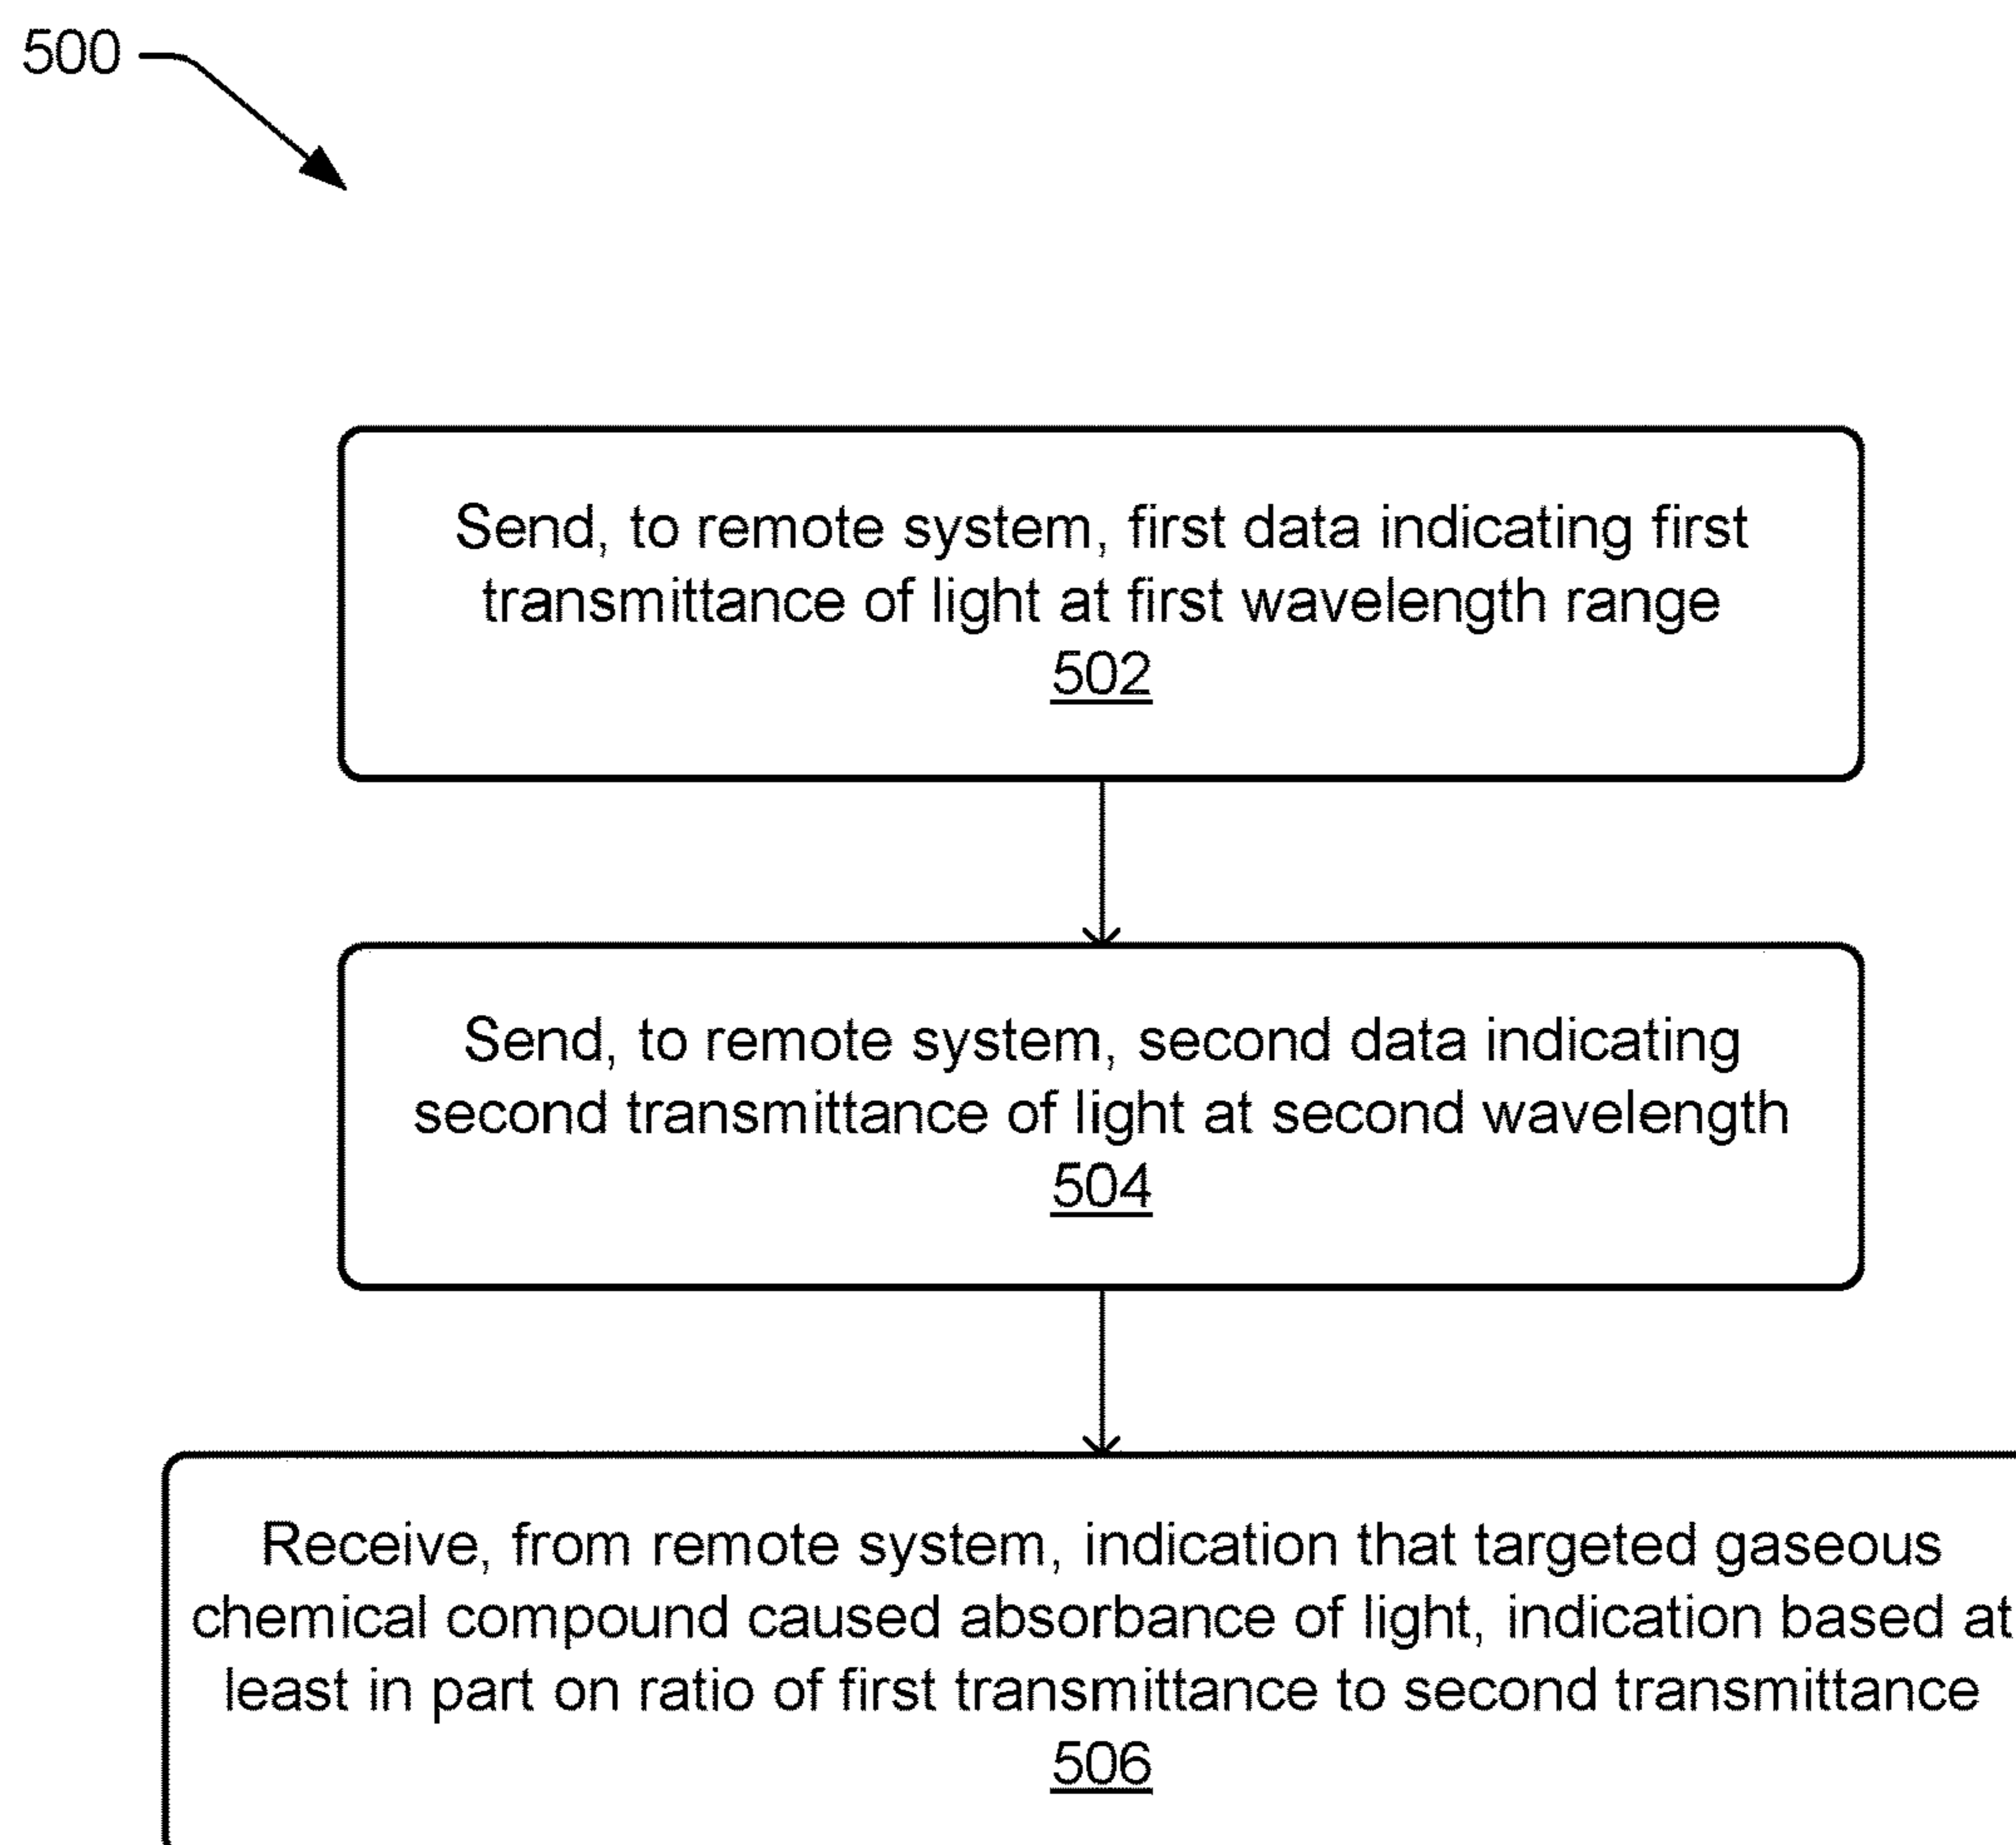 500
Send, to remote system, first data indicating first
transmittance of light at first wavelength range
502
Send, to remote system, second data indicating
second transmittance of light at second wavelength
504
Receive, from remote system, indication that targeted gaseous
chemical compound caused absorbance of light, indication based at
least in part on ratio of first transmittance to second transmittance
506